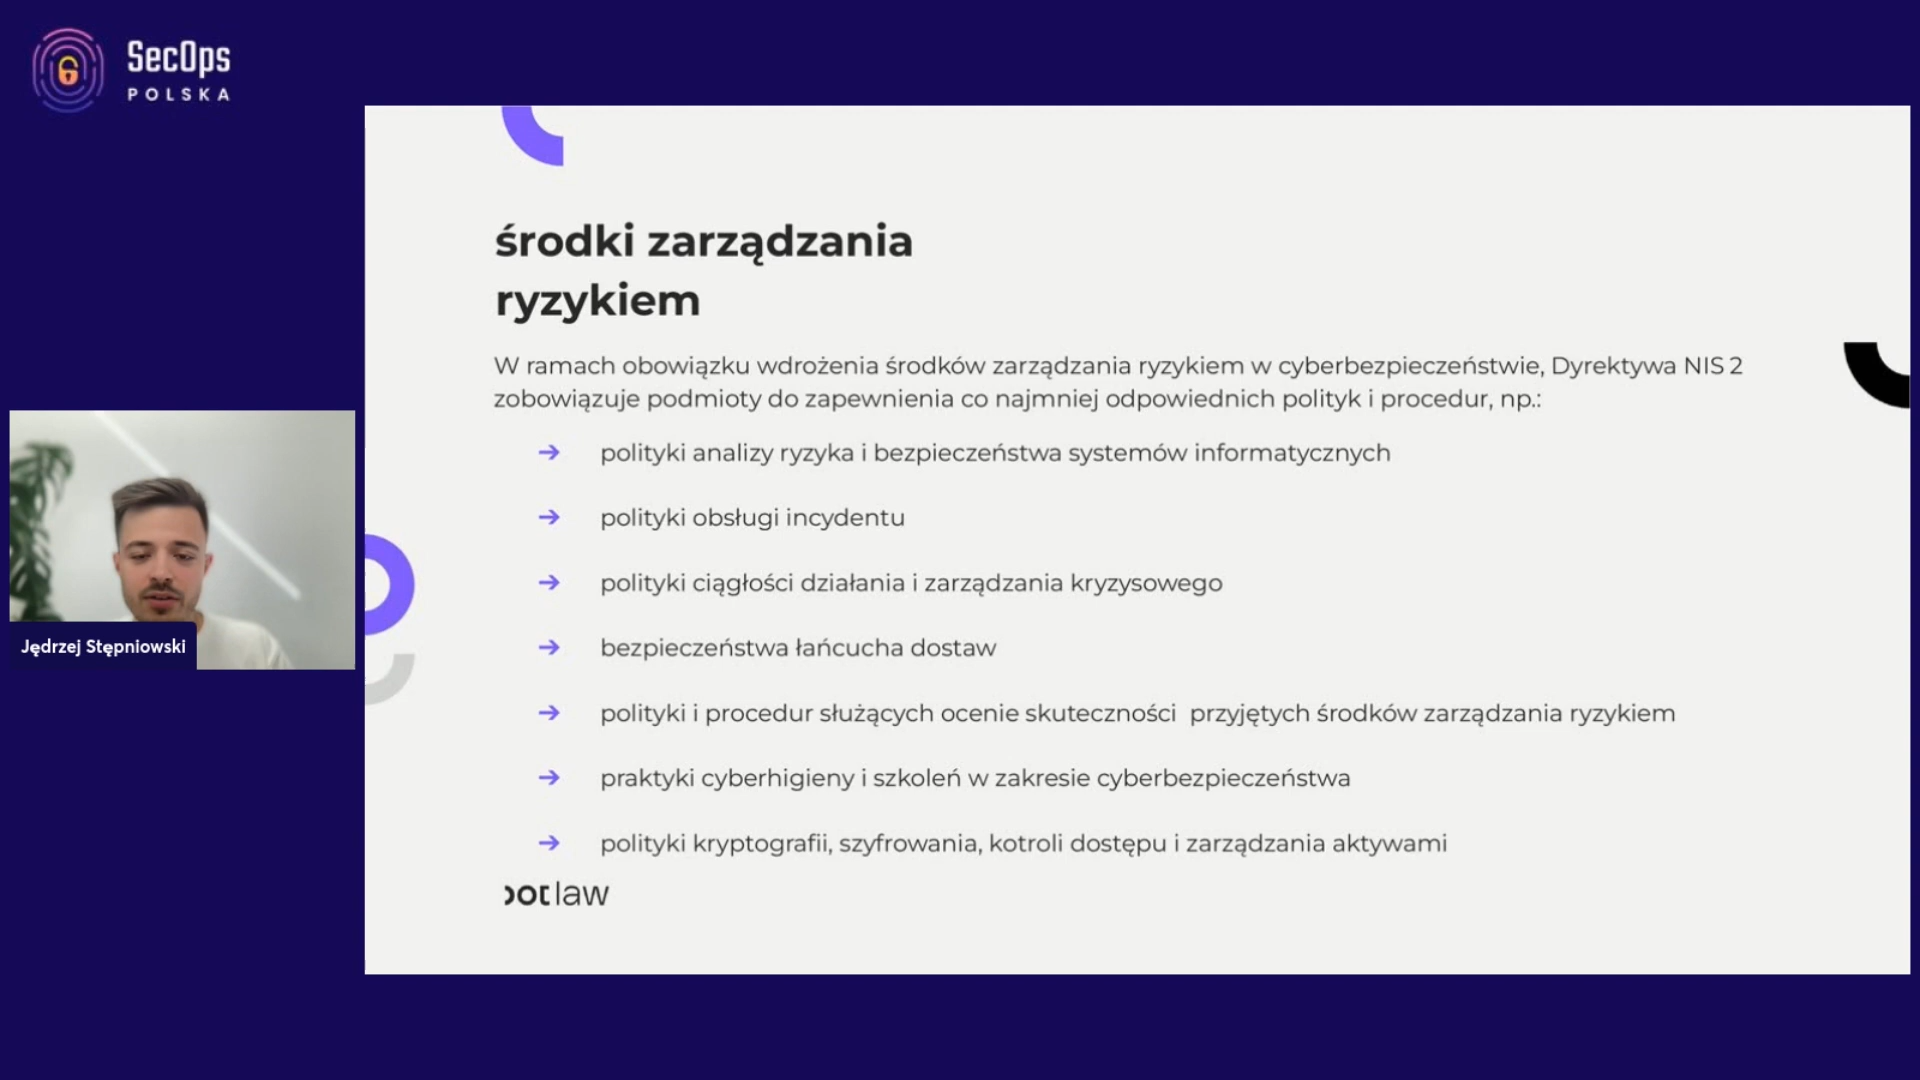 SecOps
POLSKA
środki zarządzania
ryzykiem
W ramach obowiązku wdrożenia środków zarządzania ryzykiem w cyberbezpieczeństwie, Dyrektywa NIS 2
zobowiązuje podmioty do zapewnienia co najmniej odpowiednich polityk i procedur, np.:
→ polityki analizy ryzyka i bezpieczeństwa systemów informatycznych
→ polityki obsługi incydentu
→ polityki ciągłości działania i zarządzania kryzysowego
→ bezpieczeństwa łańcucha dostaw
→ polityki i procedur służących ocenie skuteczności przyjętych środków zarządzania ryzykiem
→ praktyki cyberhigieny i szkoleń w zakresie cyberbezpieczeństwa
→ polityki kryptografii, szyfrowania, kotroli dostępu i zarządzania aktywami
Jędrzej Stępniowski
law